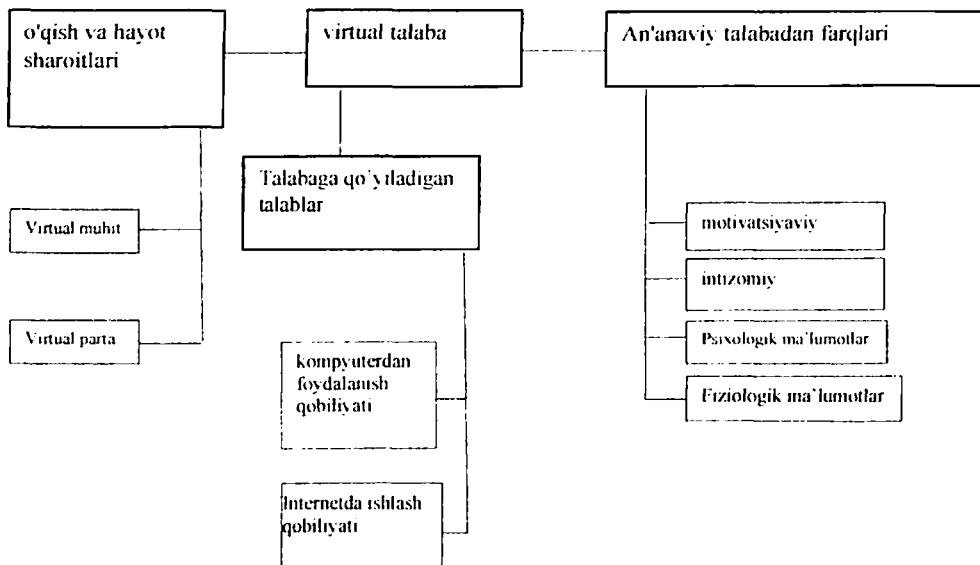 o'qish va hayot
sharoitlari
virtual talaba
An'anaviy talabadan farqlari
Talabaga qo'yiladigan
talablar
Virtual muhit
Virtual parta
kompyuterdan
foydalanish
qobiliyati
Internetda ishlash
qobiliyati
motivatsiyaviy
intizomiy
Psixologik ma'lumotlar
Fiziologik ma'lumotlar